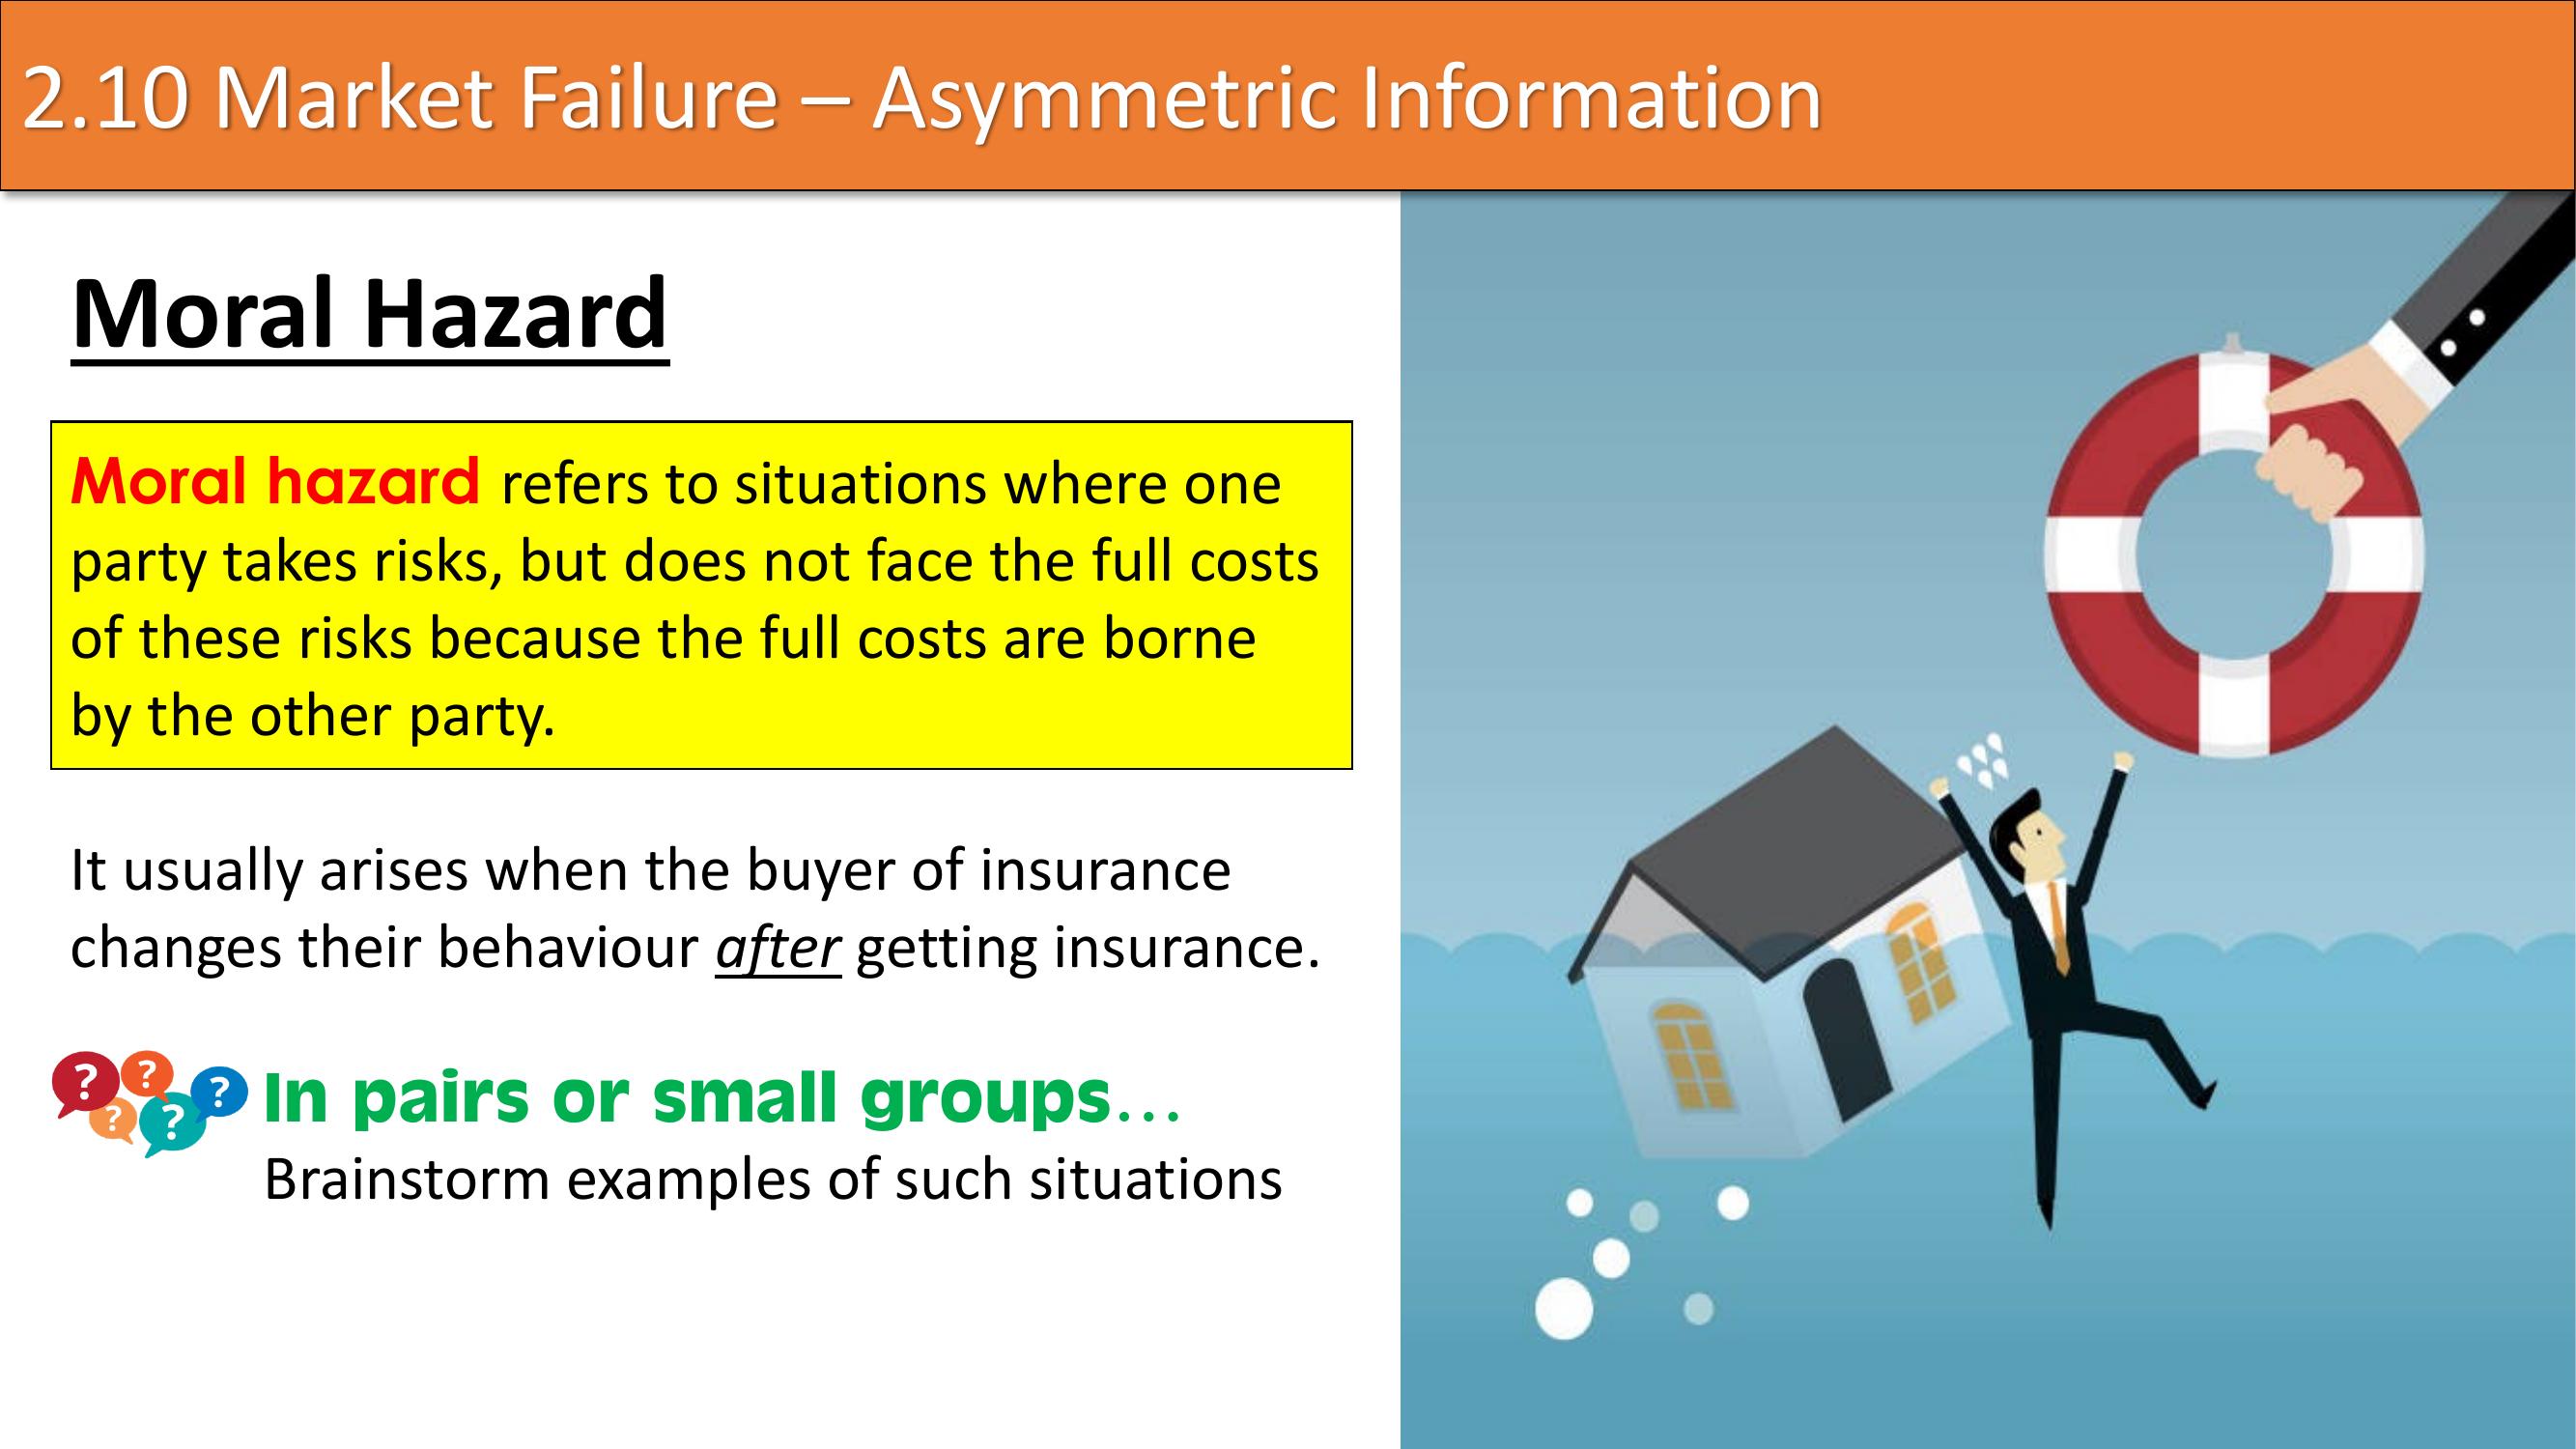 2.10 Market Failure – Asymmetric Information
Moral Hazard
Moral hazard refers to situations where one
party takes risks, but does not face the full costs
of these risks because the full costs are borne
by the other party.
It usually arises when the buyer of insurance
changes their behaviour after getting insurance.
? ? ? ? ?
In pairs or small groups…
Brainstorm examples of such situations